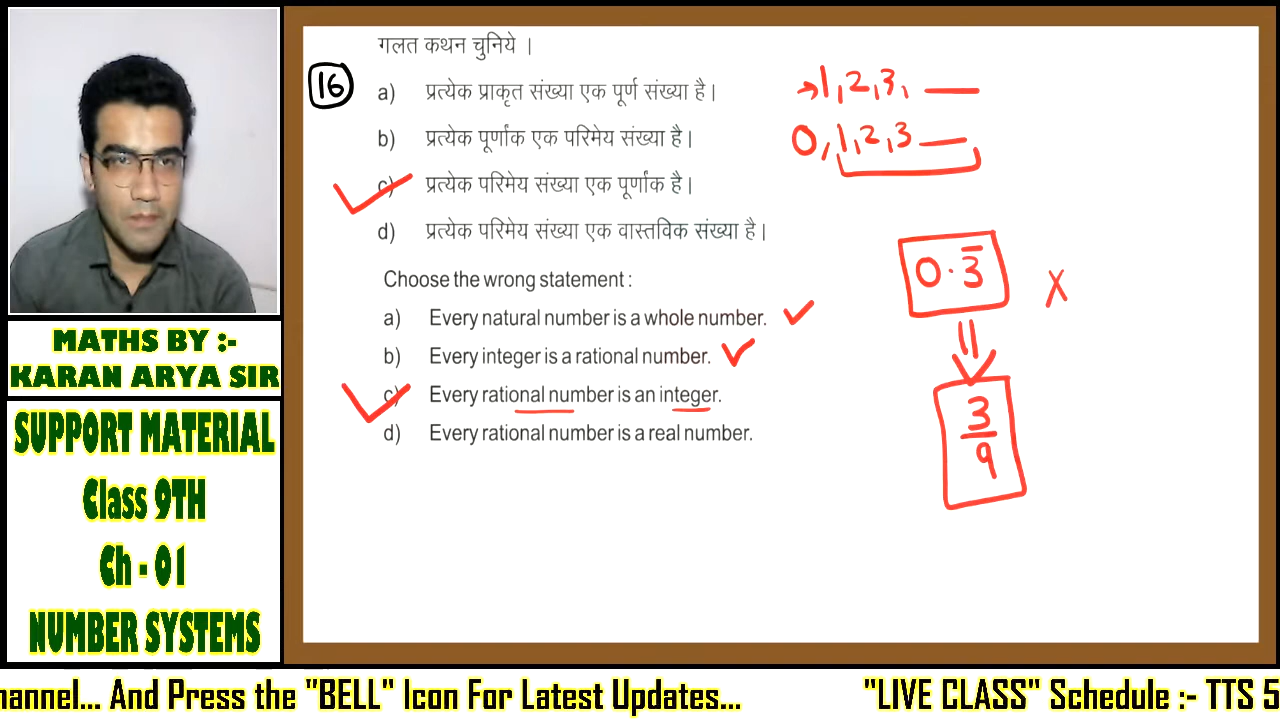 गलत कथन चुनिये ।
16
a) प्रत्येक प्राकृत संख्या एक पूर्ण संख्या है।
b) प्रत्येक पूर्णांक एक परिमेय संख्या है।
c) प्रत्येक परिमेय संख्या एक पूर्णांक है।
d) प्रत्येक परिमेय संख्या एक वास्तविक संख्या है।
Choose the wrong statement :
a) Every natural number is a whole number.
b) Every integer is a rational number.
c) Every rational number is an integer.
d) Every rational number is a real number.
→1,2,3,
0,1,2,3
0.3̅
X
3
9
MATHS BY :-
KARAN ARYA SIR
SUPPORT MATERIAL
Class 9TH
Ch - 01
NUMBER SYSTEMS
hannel... And Press the "BELL" Icon For Latest Updates... "LIVE CLASS" Schedule :- TTS 5